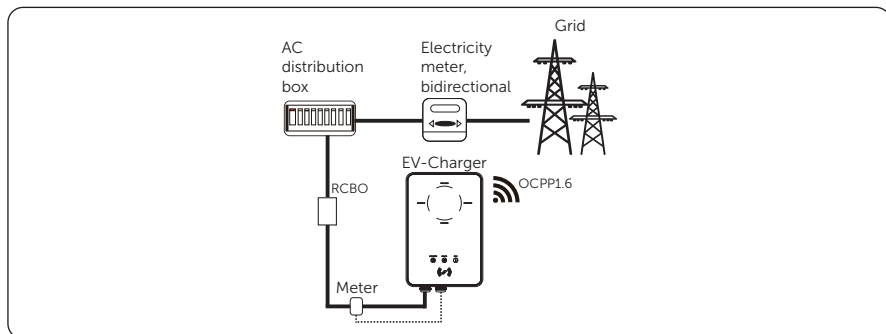 Grid
AC
distribution
box
Electricity
meter,
bidirectional
EV-Charger
OCPP1.6
RCBO
Meter